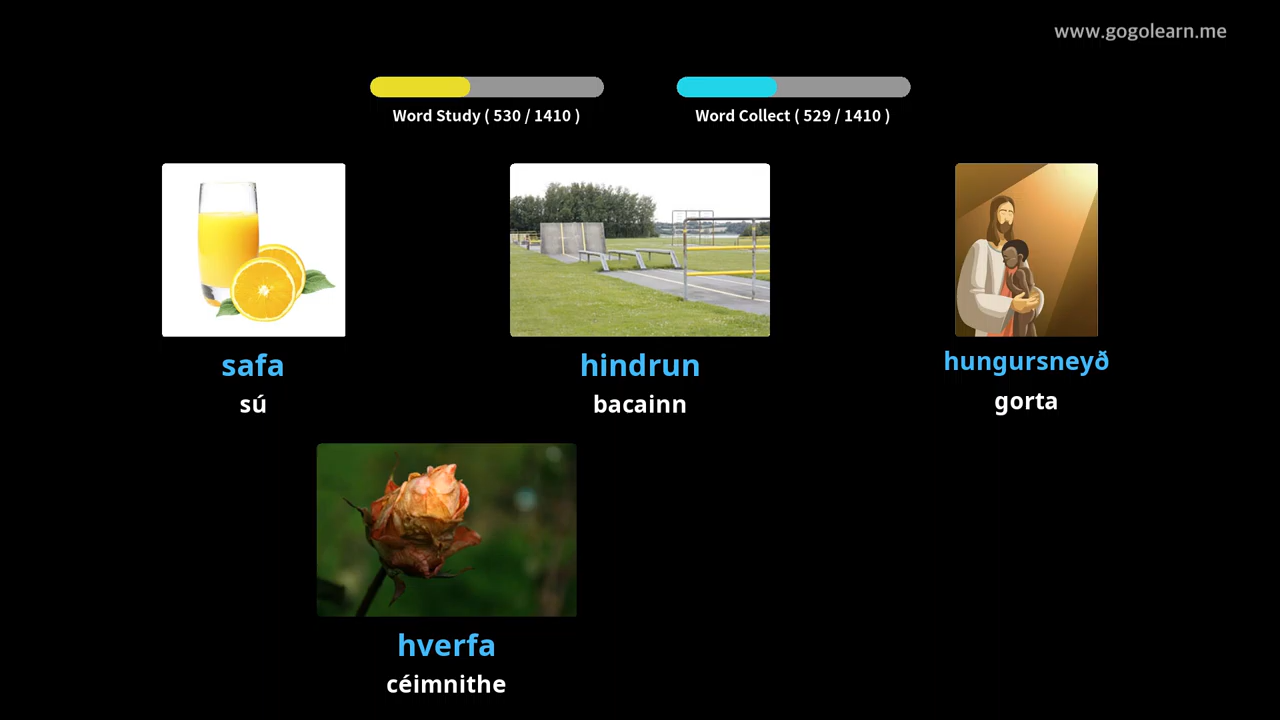 www.gogolearn.me
Word Study ( 530 / 1410 )
Word Collect ( 529 / 1410 )
safa
sú
hindrun
bacainn
hungursneyð
gorta
hverfa
céimnithe